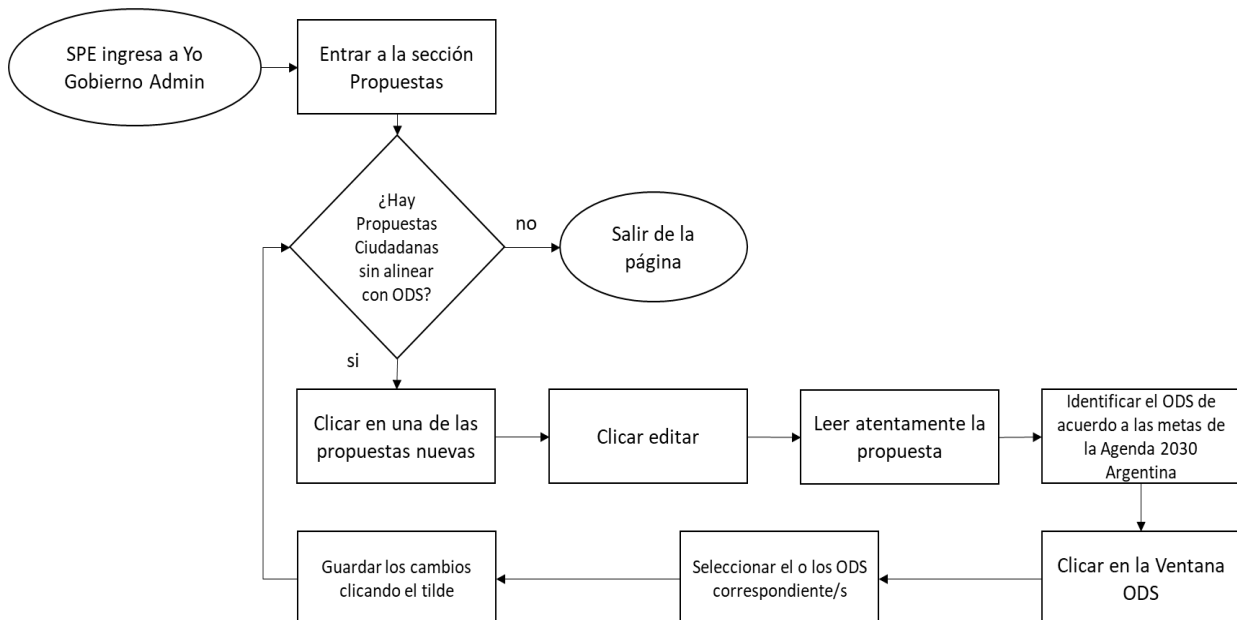 SPE ingresa a Yo
Gobierno Admin
Entrar a la sección
Propuestas
¿Hay
Propuestas
Ciudadanas
sin alinear
con ODS?
no
Salir de la
página
si
Clicar en una de las
propuestas nuevas
Clicar editar
Leer atentamente la
propuesta
Identificar el ODS de
acuerdo a las metas de
la Agenda 2030
Argentina
Clicar en la Ventana
ODS
Seleccionar el o los ODS
correspondiente/s
Guardar los cambios
clicando el tilde